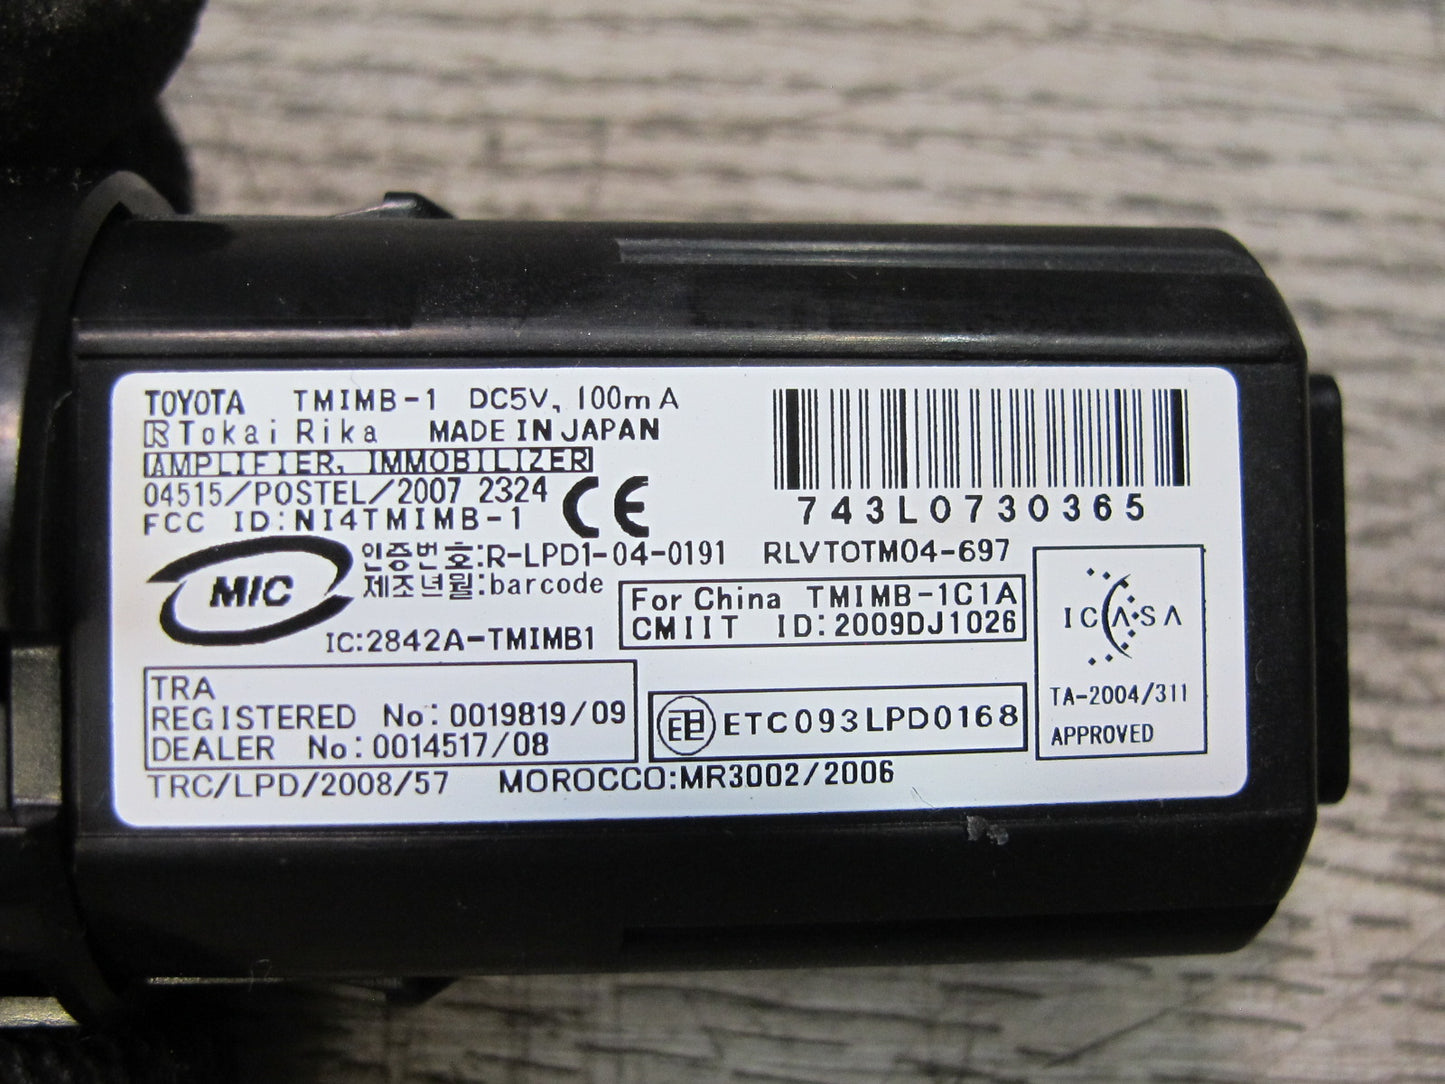 TOYOTA TMIMB-1 DC5V, 100mA
R Tokai Rika MADE IN JAPAN
AMPLIFIER, IMMOBILIZER
04515/POSTEL/2007 2324
CE
FCC ID:NI4TMIMB-1
743L0730365
MIC
인증번호:R-LPD1-04-0191
제조년월:barcode
RLVTOTM04-697
IC:2842A-TMIMB1
For China TMIMB-1C1A
CMIIT ID:2009DJ1026
ICASA
TA-2004/311
APPROVED
TRA
REGISTERED No:0019819/09
DEALER No:0014517/08
ETC093LPD0168
TRC/LPD/2008/57 MOROCCO:MR3002/2006